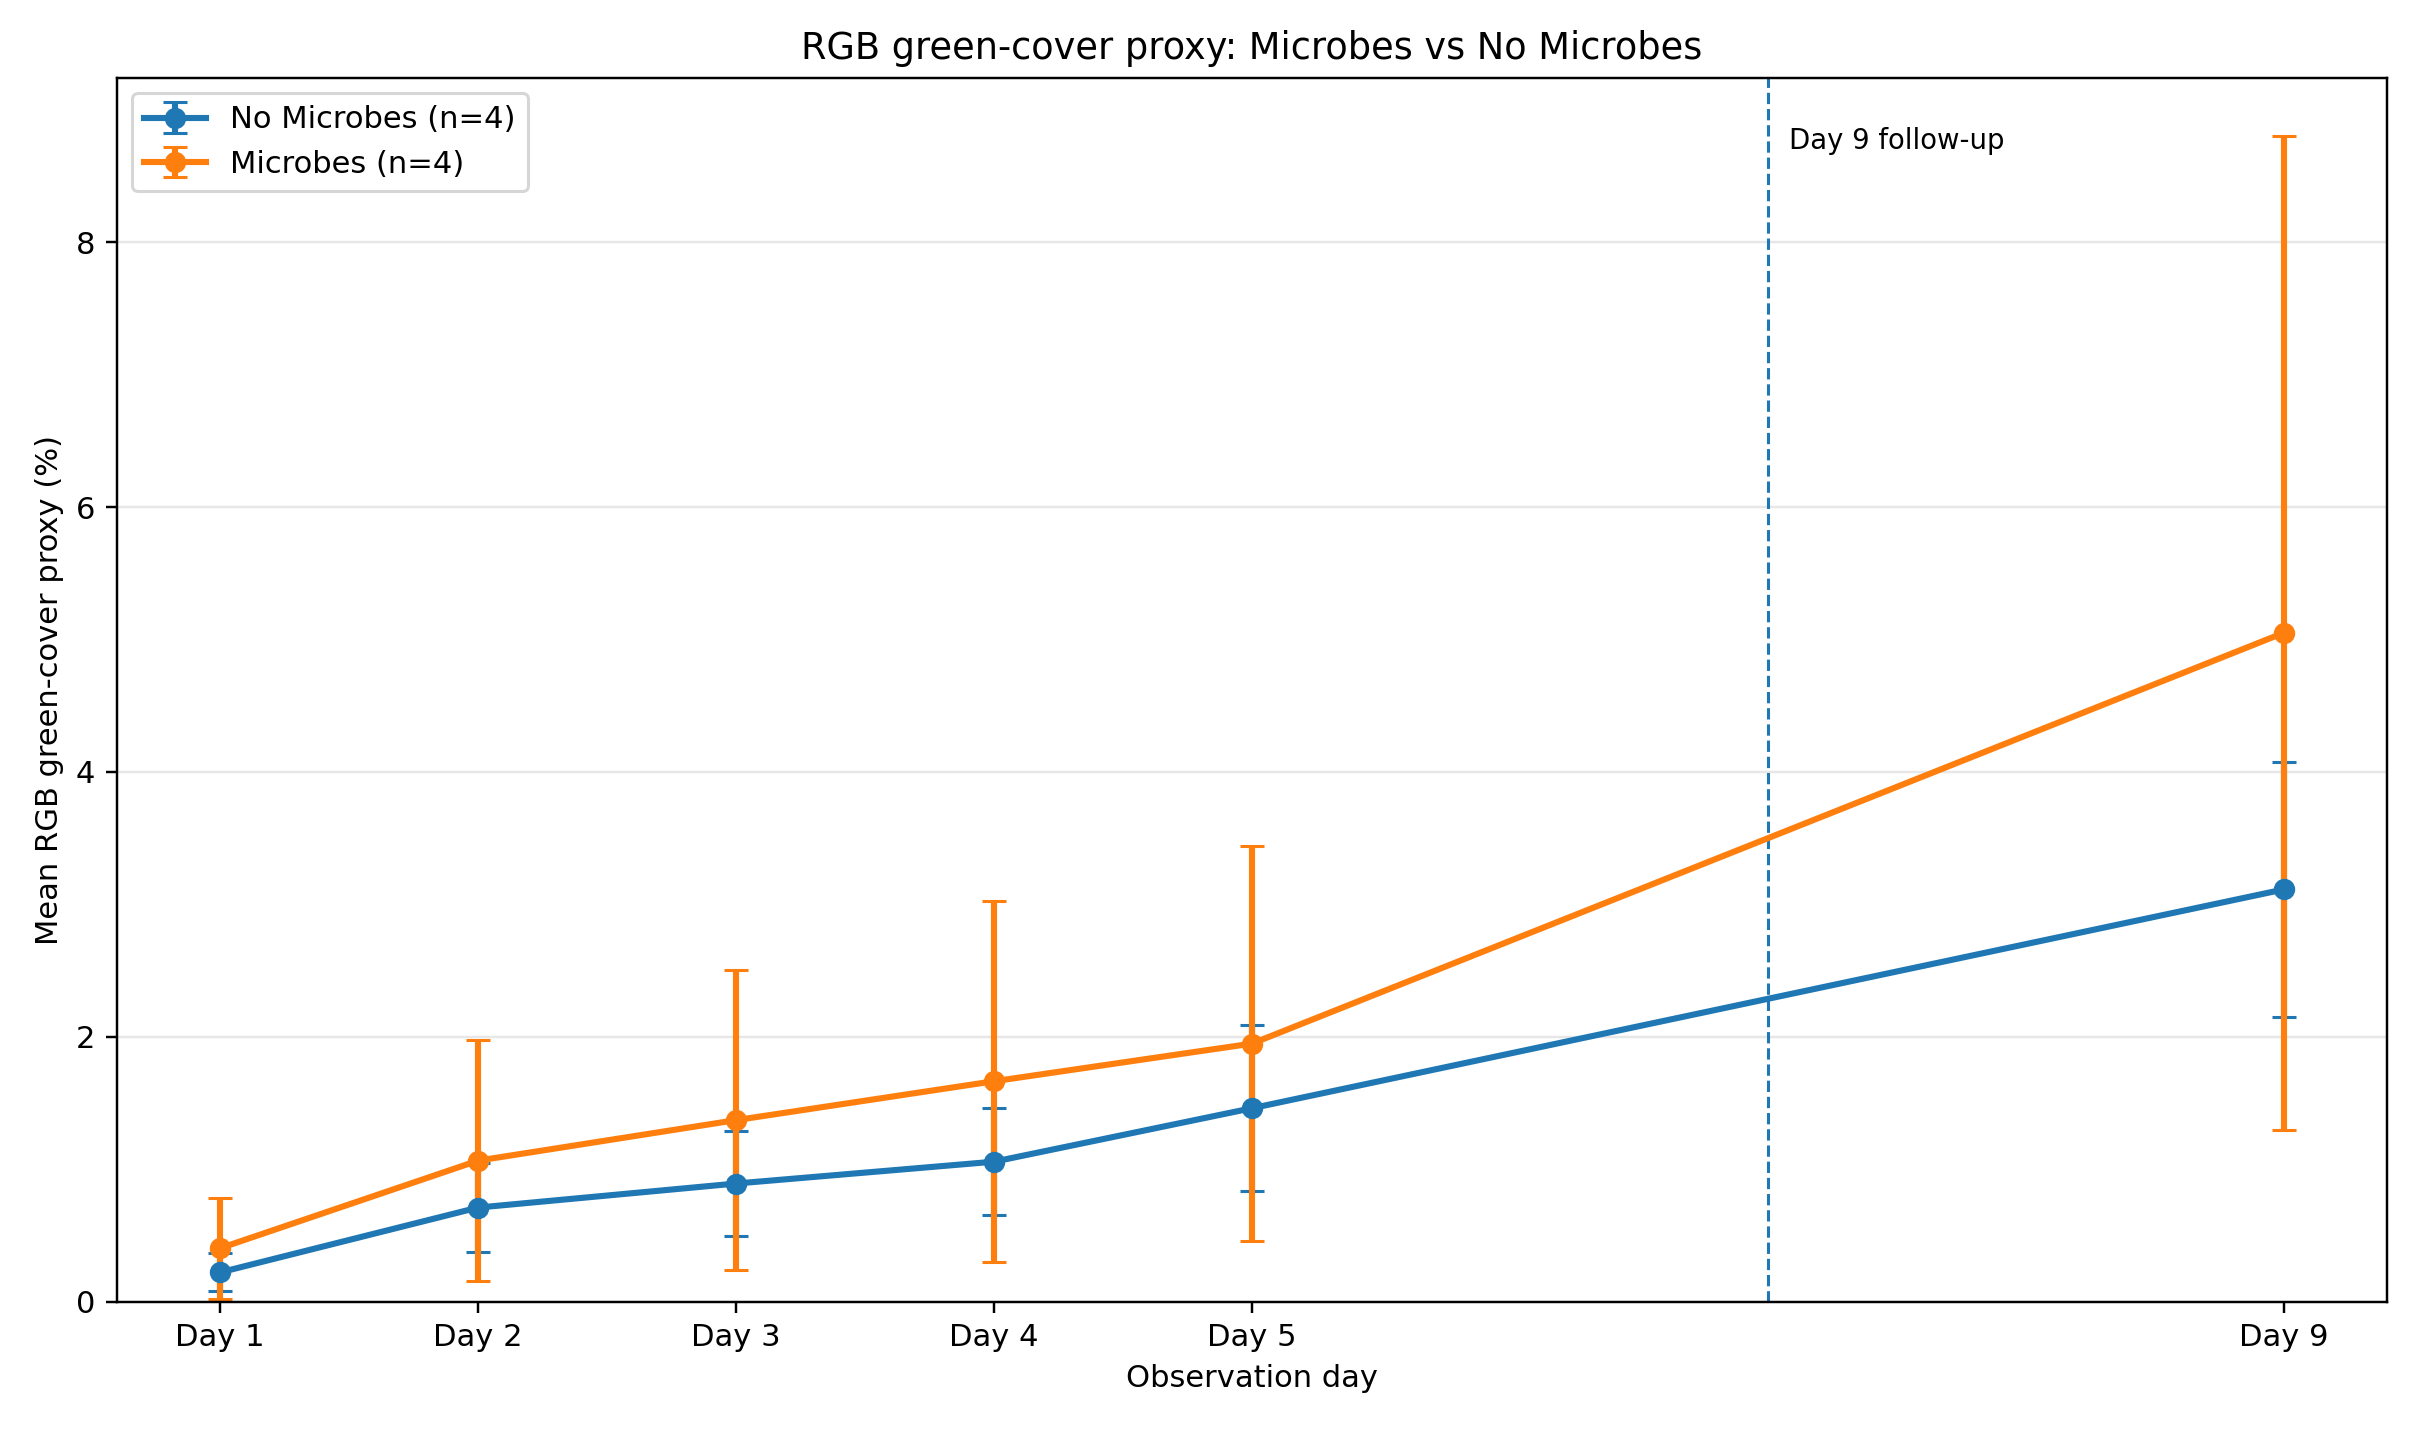 RGB green-cover proxy: Microbes vs No Microbes
No Microbes (n=4)
Microbes (n=4)
Day 9 follow-up
Mean RGB green-cover proxy (%)
8
6
4
2
0
Day 1
Day 2
Day 3
Day 4
Day 5
Day 9
Observation day